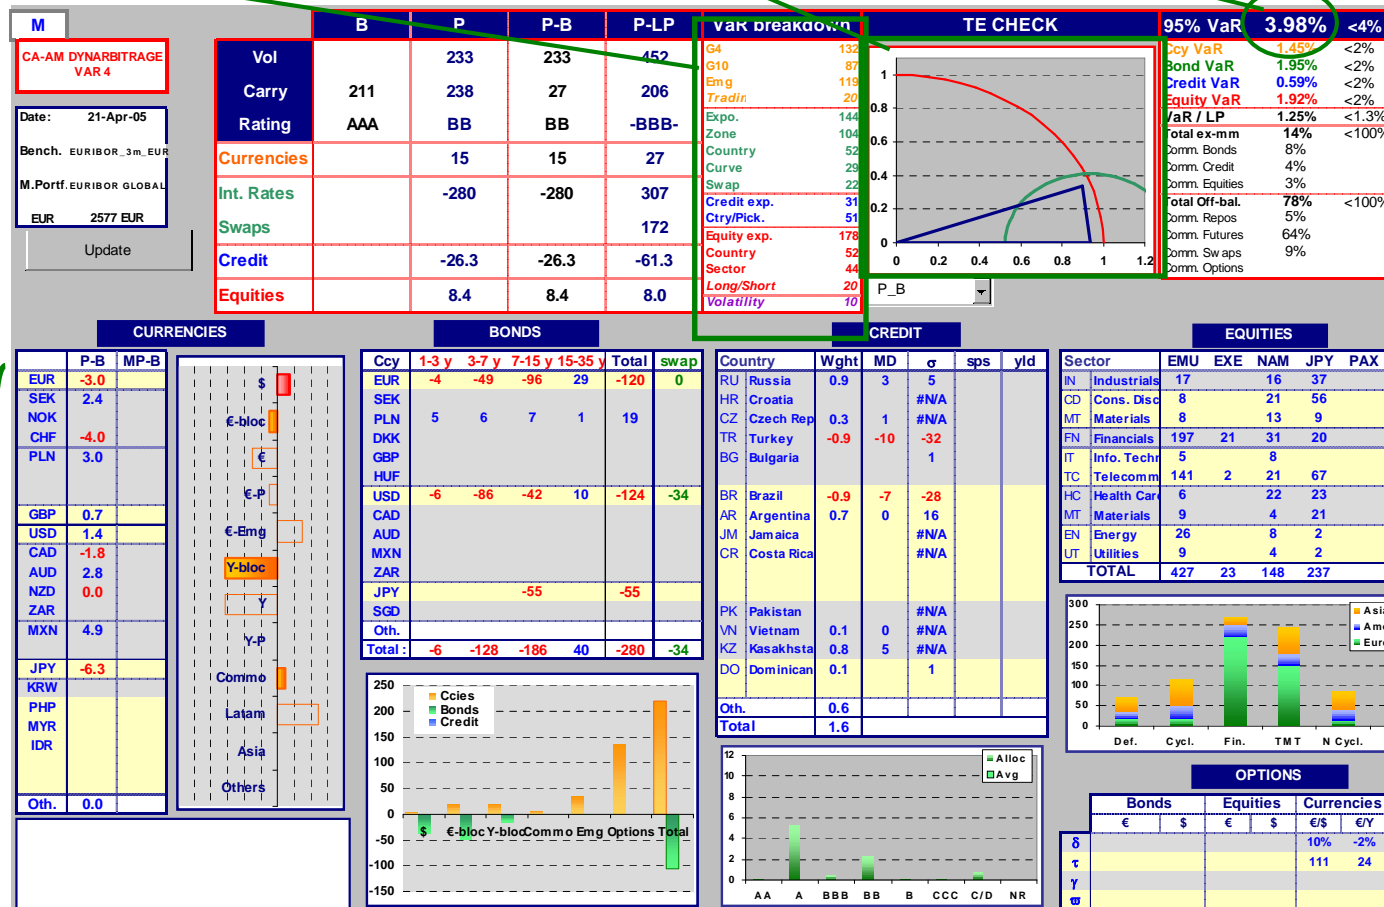 M
CA-AM DYNARBITRAGE
VAR 4
Date: 21-Apr-05
Bench. EURIBOR_3m_EUR
M.Portf. EURIBOR GLOBAL
EUR 2577 EUR
Update
B P P-B P-LP
Vol 233 233 452
Carry 211 238 27 206
Rating AAA BB BB -BBB-
Currencies 15 15 27
Int. Rates -280 -280 307
Swaps 172
Credit -26.3 -26.3 -61.3
Equities 8.4 8.4 8.0
VaR breakdown
G4 132
G10 87
Emg 119
Tradin 20
Expo. 144
Zone 104
Country 52
Curve 29
Swap 22
Credit exp. 31
Ctry/Pick. 51
Equity exp. 178
Country 52
Sector 44
Long/Short 20
Volatility 10
TE CHECK
1
0.8
0.6
0.4
0.2
0
0 0.2 0.4 0.6 0.8 1 1.2
P_B
95% VaR 3.98% <4%
Ccy VaR 1.45% <2%
Bond VaR 1.95% <2%
Credit VaR 0.59% <2%
Equity VaR 1.92% <2%
VaR / LP 1.25% <1.3%
Total ex-mm 14% <100%
Comm. Bonds 8%
Comm. Credit 4%
Comm. Equities 3%
Total Off-bal. 78% <100%
Comm. Repos 5%
Comm. Futures 64%
Comm. Swaps 9%
Comm. Options
CURRENCIES
P-B MP-B
EUR -3.0
SEK 2.4
NOK
CHF -4.0
PLN 3.0
GBP 0.7
USD 1.4
CAD -1.8
AUD 2.8
NZD 0.0
ZAR
MXN 4.9
JPY -6.3
KRW
PHP
MYR
IDR
Oth. 0.0
$
€-bloc
€
€-P
€-Emg
Y-bloc
Y
Y-P
Commo
Latam
Asia
Others
BONDS
Ccy 1-3 y 3-7 y 7-15 y 15-35 y Total swap
EUR -4 -49 -96 29 -120 0
SEK
PLN 5 6 7 1 19
DKK
GBP
HUF
USD -6 -86 -42 10 -124 -34
CAD
AUD
MXN
ZAR
JPY -55 -55
SGD
Oth.
Total : -6 -128 -186 40 -280 -34
250
200
150
100
50
0
-50
-100
-150
Ccies
Bonds
Credit
$ €-bloc Y-bloc Commo Emg Options Total
CREDIT
Country Wght MD σ sps yld
RU Russia 0.9 3 5
HR Croatia #N/A
CZ Czech Rep 0.3 1 #N/A
TR Turkey -0.9 -10 -32
BG Bulgaria 1
BR Brazil -0.9 -7 -28
AR Argentina 0.7 0 16
JM Jamaica #N/A
CR Costa Rica #N/A
PK Pakistan #N/A
VN Vietnam 0.1 0 #N/A
KZ Kasakhsta 0.8 5 #N/A
DO Dominican 0.1 1
Oth. 0.6
Total 1.6
12
10
8
6
4
2
0
Alloc
Avg
AA A BBB BB B CCC C/D NR
EQUITIES
Sector EMU EXE NAM JPY PAX
IN Industrials 17 16 37
CD Cons. Disc 8 21 56
MT Materials 8 13 9
FN Financials 197 21 31 20
IT Info. Techn 5 8
TC Telecomm 141 2 21 67
HC Health Car 6 22 23
MT Materials 9 4 21
EN Energy 26 8 2
UT Utilities 9 4 2
TOTAL 427 23 148 237
300
250
200
150
100
50
0
Asia
Ame
Euro
Def. Cycl. Fin. TMT N Cycl.
OPTIONS
Bonds Equities Currencies
€ $ € $ €/$ €/Y
δ 10% -2%
τ 111 24
γ
ϖ